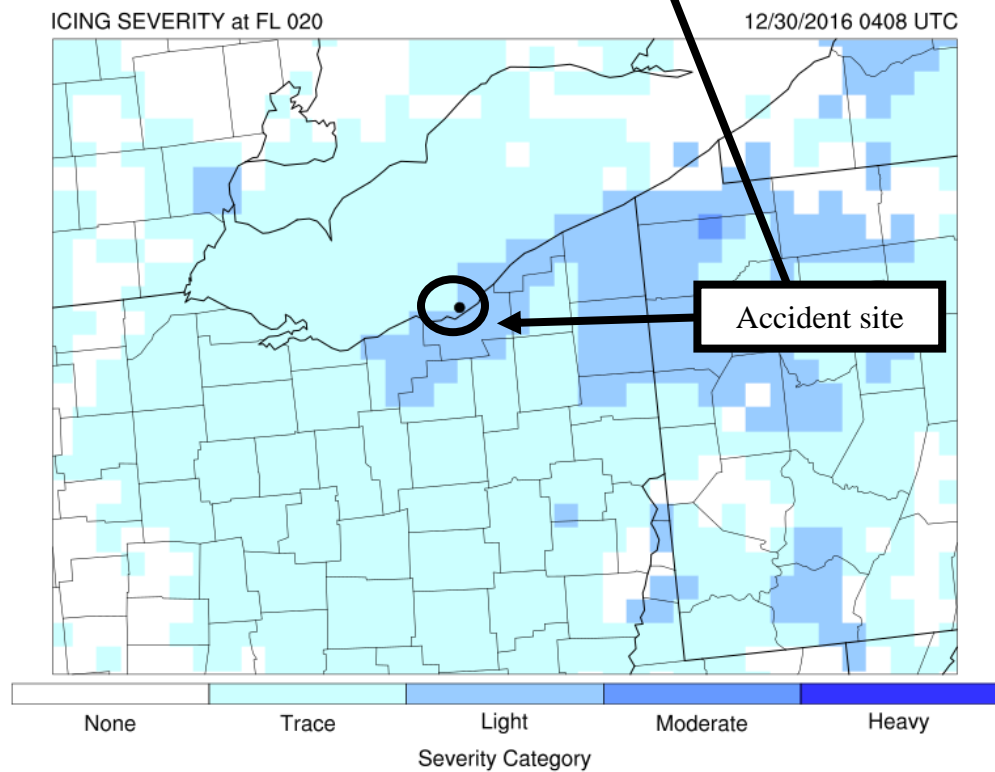 ICING SEVERITY at FL 020 12/30/2016 0408 UTC
Accident site
None Trace Light Moderate Heavy
Severity Category